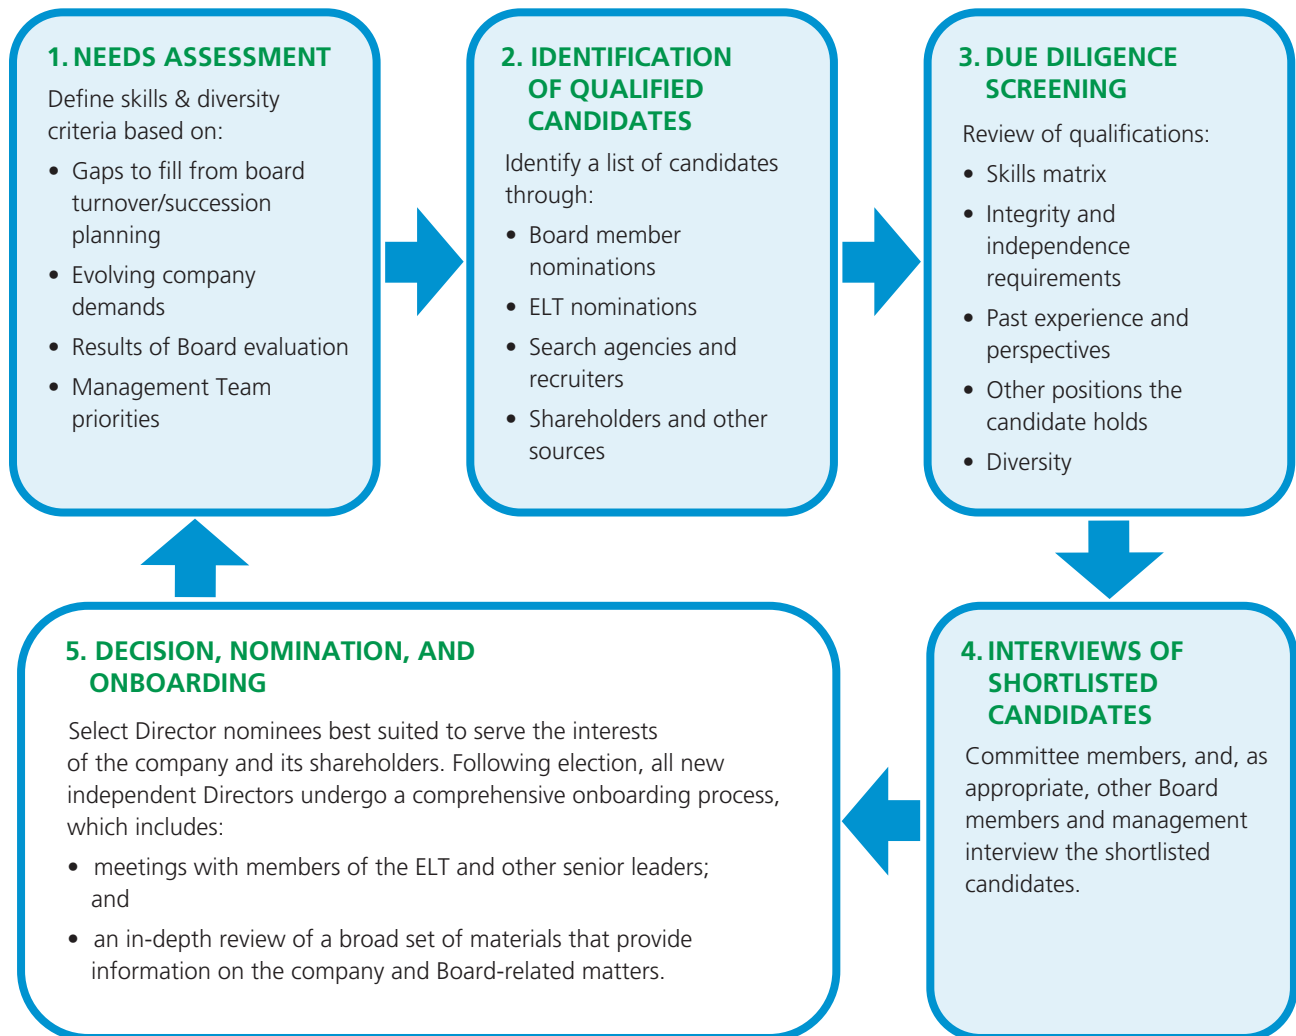 1. NEEDS ASSESSMENT
Define skills & diversity
criteria based on:
• Gaps to fill from board
turnover/succession
planning
• Evolving company
demands
• Results of Board evaluation
• Management Team
priorities
2. IDENTIFICATION
OF QUALIFIED
CANDIDATES
Identify a list of candidates
through:
• Board member
nominations
• ELT nominations
• Search agencies and
recruiters
• Shareholders and other
sources
3. DUE DILIGENCE
SCREENING
Review of qualifications:
• Skills matrix
• Integrity and
independence
requirements
• Past experience and
perspectives
• Other positions the
candidate holds
• Diversity
4. INTERVIEWS OF
SHORTLISTED
CANDIDATES
Committee members, and, as
appropriate, other Board
members and management
interview the shortlisted
candidates.
5. DECISION, NOMINATION, AND
ONBOARDING
Select Director nominees best suited to serve the interests
of the company and its shareholders. Following election, all new
independent Directors undergo a comprehensive onboarding process,
which includes:
• meetings with members of the ELT and other senior leaders;
and
• an in-depth review of a broad set of materials that provide
information on the company and Board-related matters.